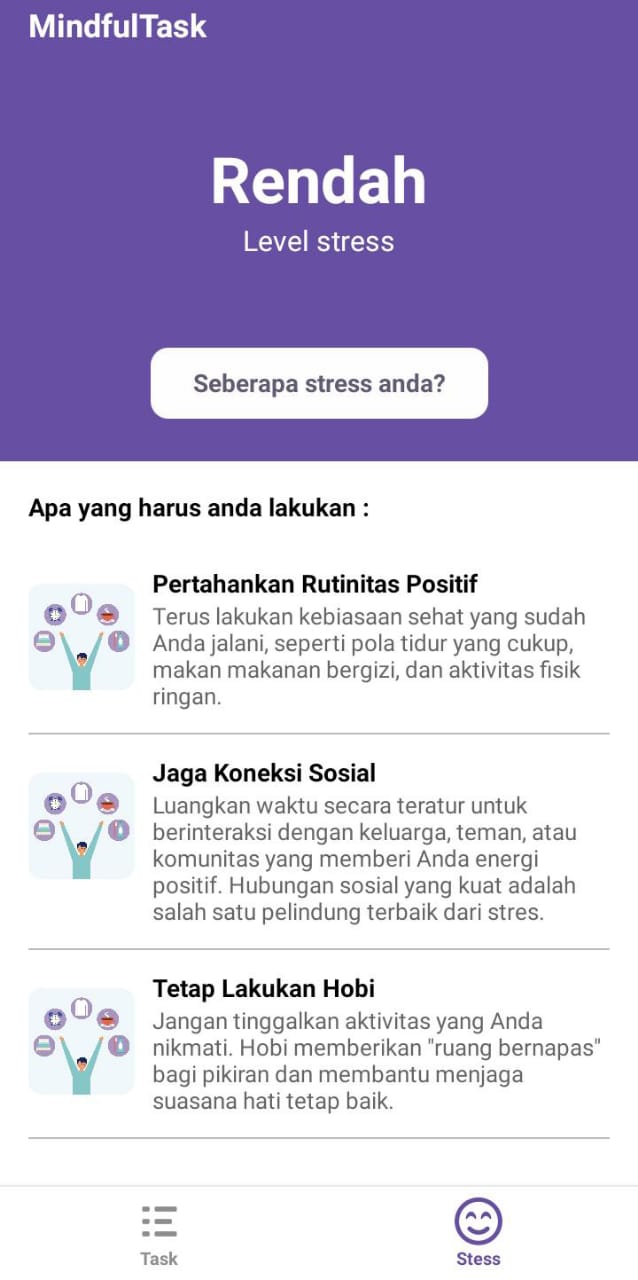 MindfulTask
Rendah
Level stress
Seberapa stress anda?
Apa yang harus anda lakukan :
Pertahankan Rutinitas Positif
Terus lakukan kebiasaan sehat yang sudah
Anda jalani, seperti pola tidur yang cukup,
makan makanan bergizi, dan aktivitas fisik
ringan.
Jaga Koneksi Sosial
Luangkan waktu secara teratur untuk
berinteraksi dengan keluarga, teman, atau
komunitas yang memberi Anda energi
positif. Hubungan sosial yang kuat adalah
salah satu pelindung terbaik dari stres.
Tetap Lakukan Hobi
Jangan tinggalkan aktivitas yang Anda
nikmati. Hobi memberikan "ruang bernapas"
bagi pikiran dan membantu menjaga
suasana hati tetap baik.
Task
Stess